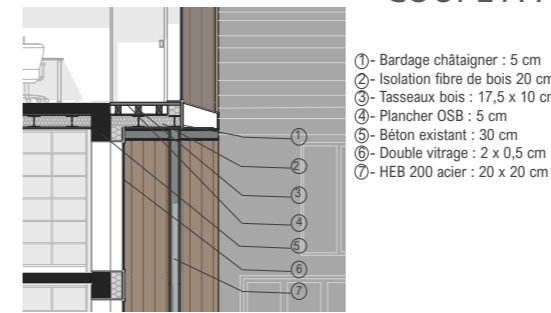 ①- Bardage châtaigner : 5 cm
②- Isolation fibre de bois 20 cm
③- Tasseaux bois : 17,5 x 10 cm
④- Plancher OSB : 5 cm
⑤- Béton existant : 30 cm
⑥- Double vitrage : 2 x 0,5 cm
⑦- HEB 200 acier : 20 x 20 cm
①
②
③
④
⑤
⑥
⑦